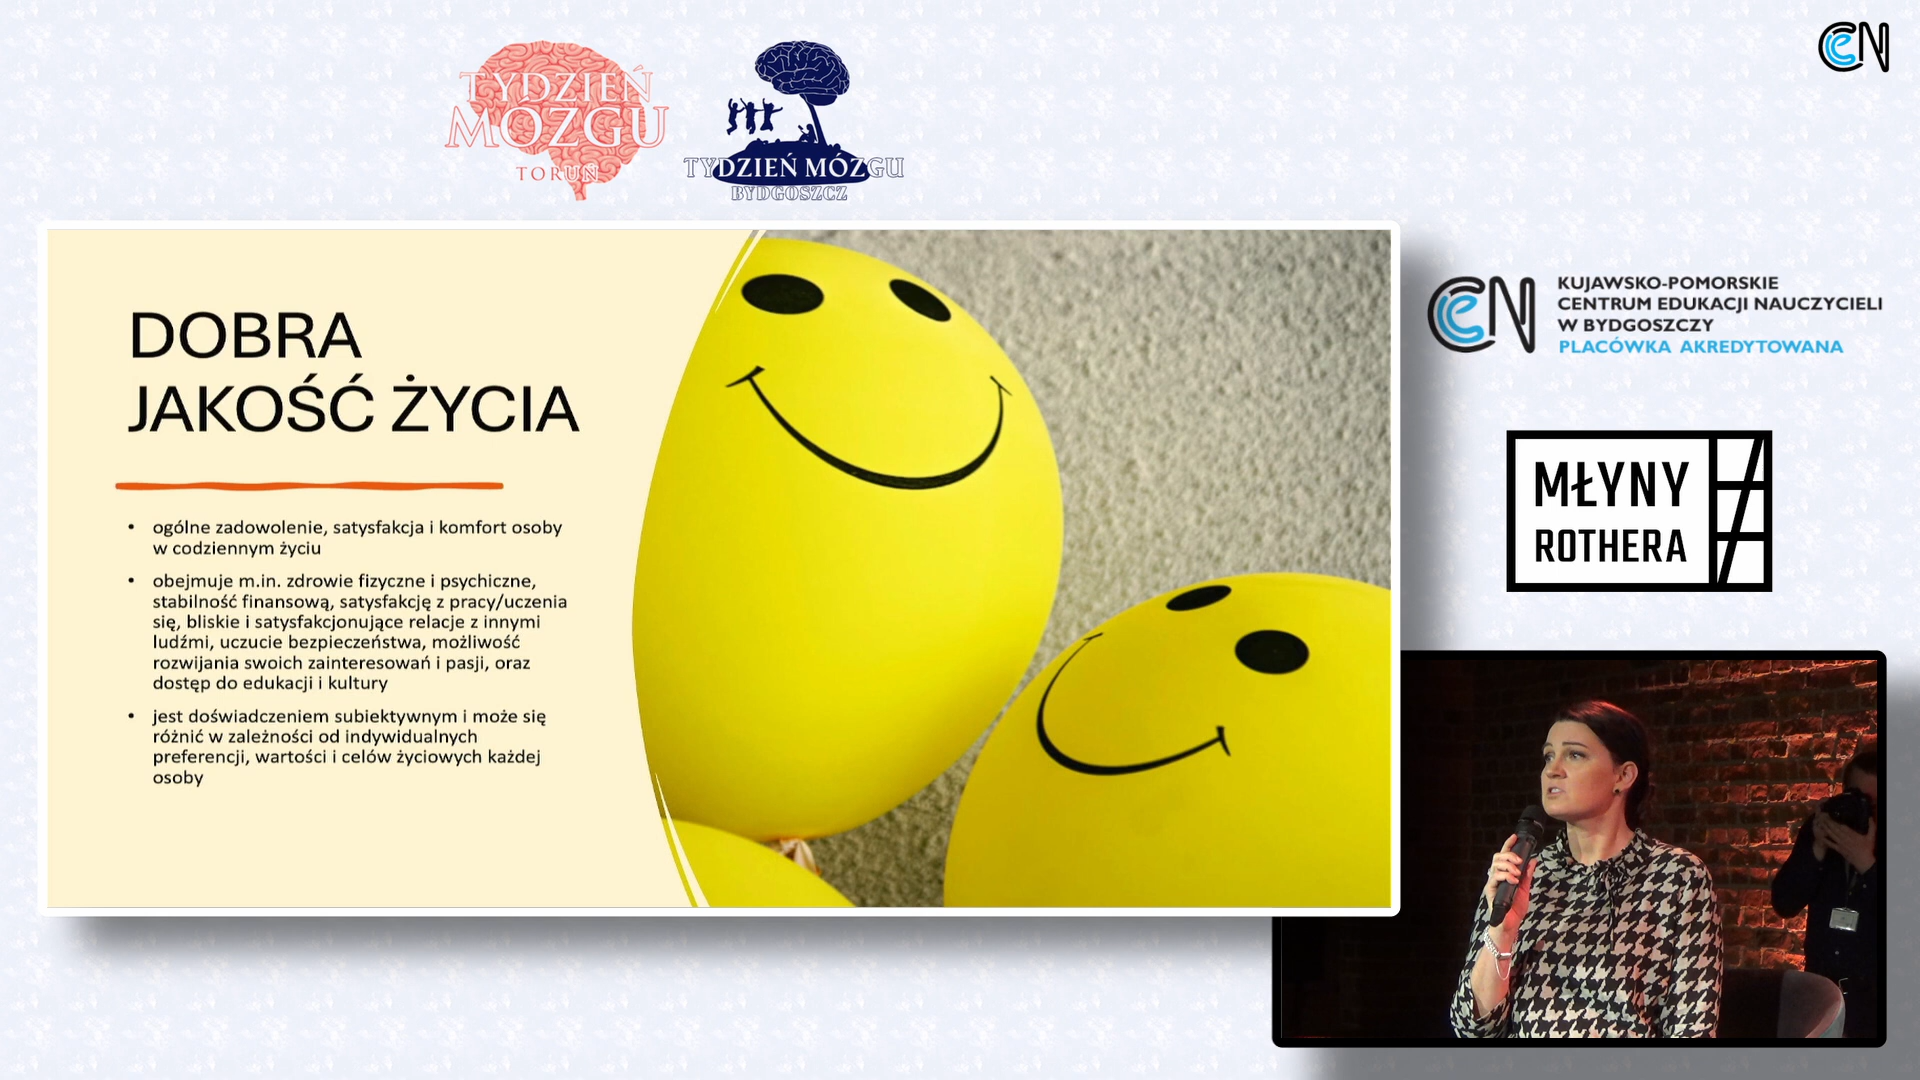 TYDZIEŃ
MÓZGU
TORUŃ
TYDZIEŃ MÓZGU
BYDGOSZCZ
CeN
DOBRA
JAKOŚĆ ŻYCIA
• ogólne zadowolenie, satysfakcja i komfort osoby
w codziennym życiu
• obejmuje m.in. zdrowie fizyczne i psychiczne,
stabilność finansową, satysfakcję z pracy/uczenia
się, bliskie i satysfakcjonujące relacje z innymi
ludźmi, uczucie bezpieczeństwa, możliwość
rozwijania swoich zainteresowań i pasji, oraz
dostęp do edukacji i kultury
• jest doświadczeniem subiektywnym i może się
różnić w zależności od indywidualnych
preferencji, wartości i celów życiowych każdej
osoby
CeN
KUJAWSKO-POMORSKIE
CENTRUM EDUKACJI NAUCZYCIELI
W BYDGOSZCZY
PLACÓWKA AKREDYTOWANA
MŁYNY
ROTHERA